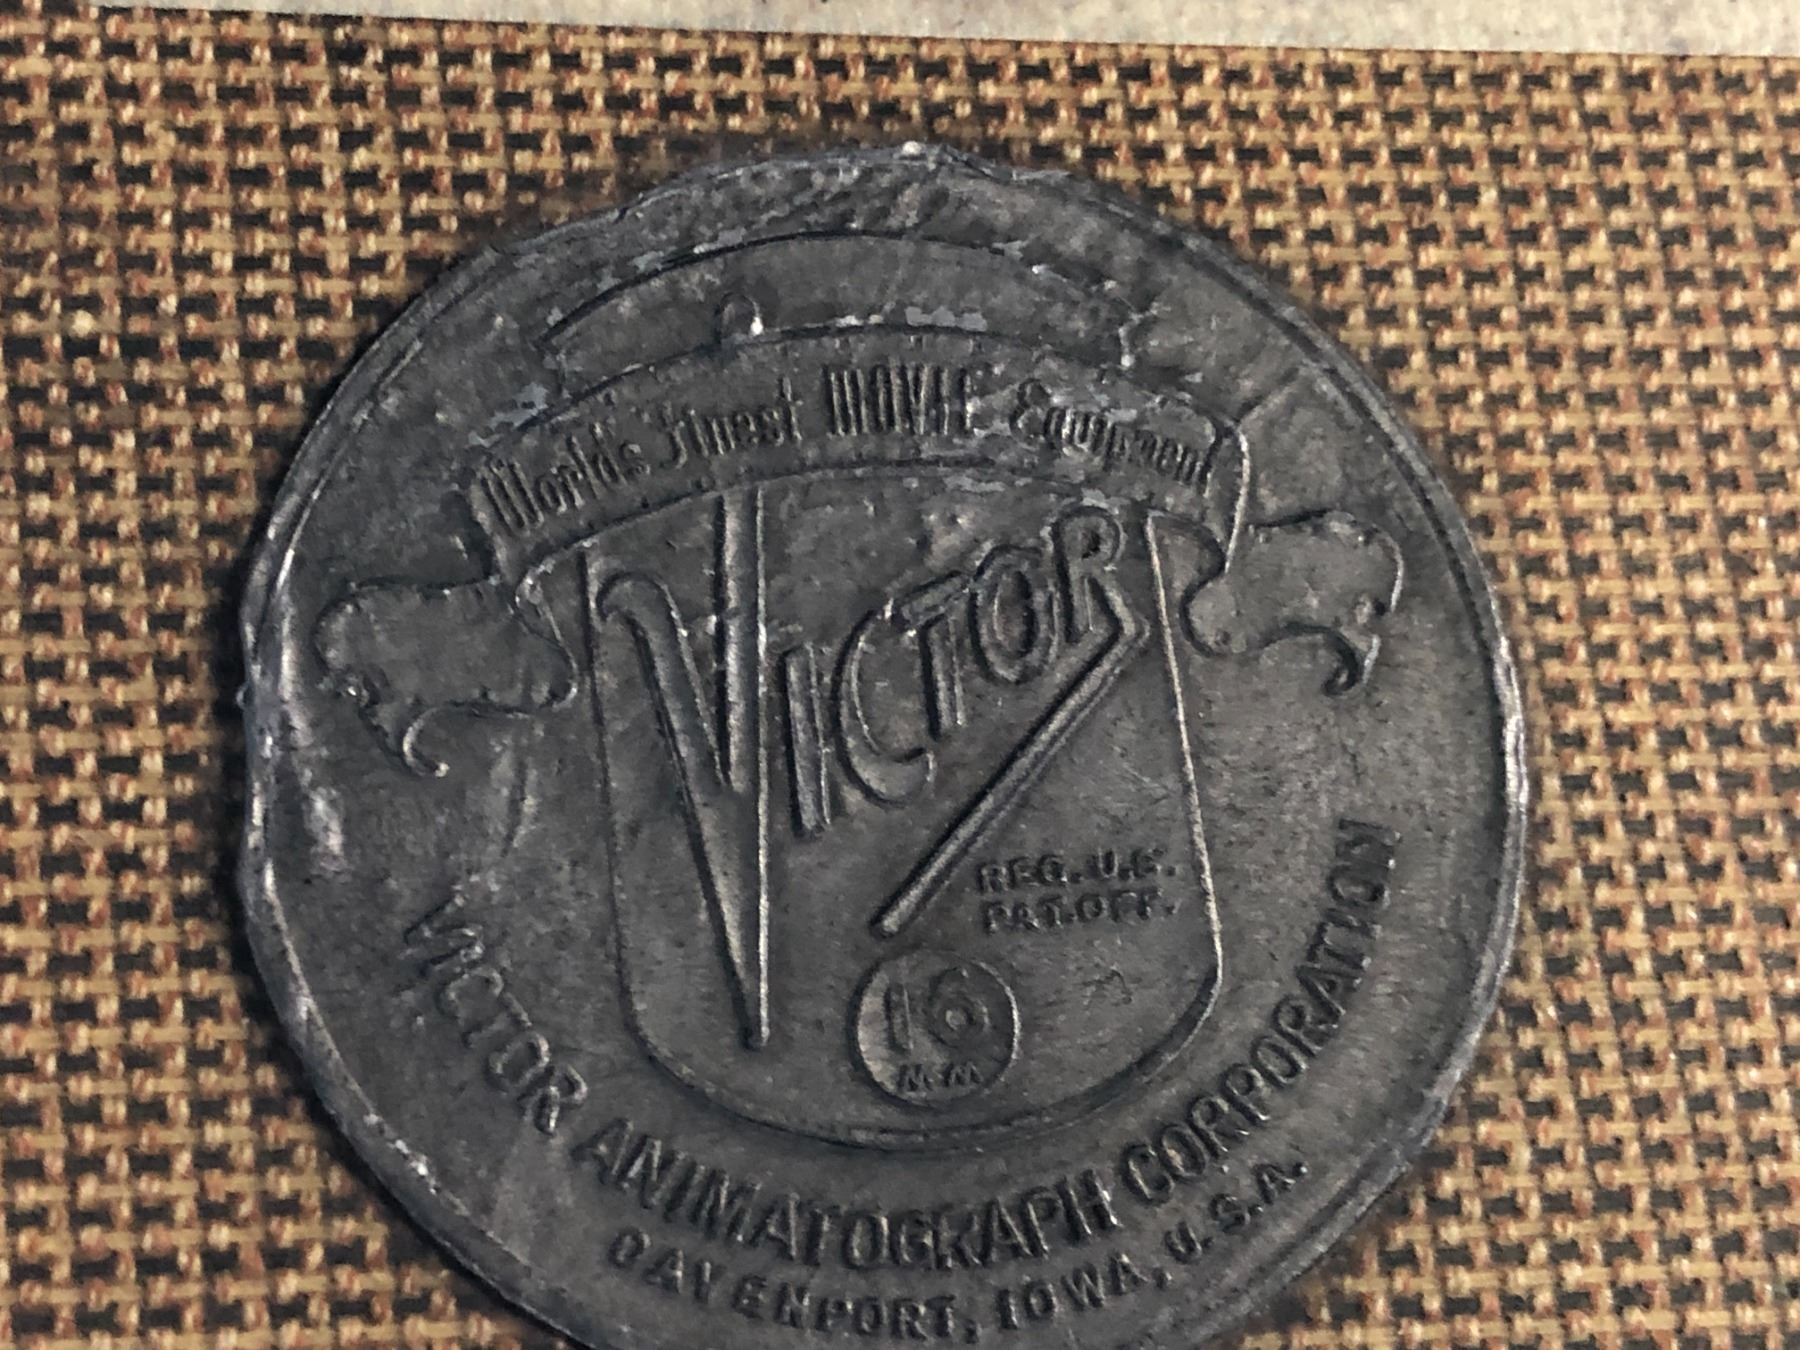 World's Finest MOVIE Equipment
VICTOR
REG. U.S.
PAT. OFF.
16
M-M
VICTOR ANIMATOGRAPH CORPORATION
DAVENPORT, IOWA, U.S.A.